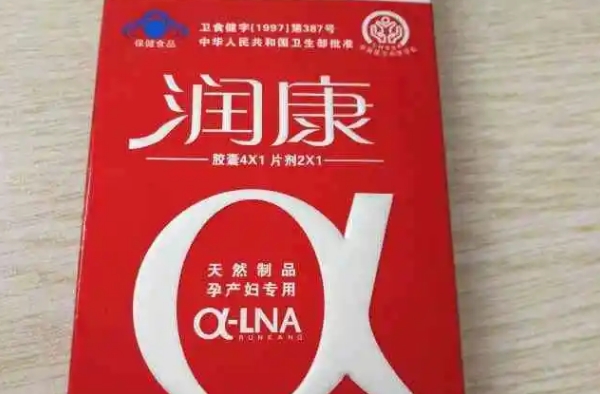 保健食品
卫食健字[1997]第387号
中华人民共和国卫生部批准
润康
胶囊4X1 片剂2X1
α
天然制品
孕产妇专用
α-LNA
RUNKANG